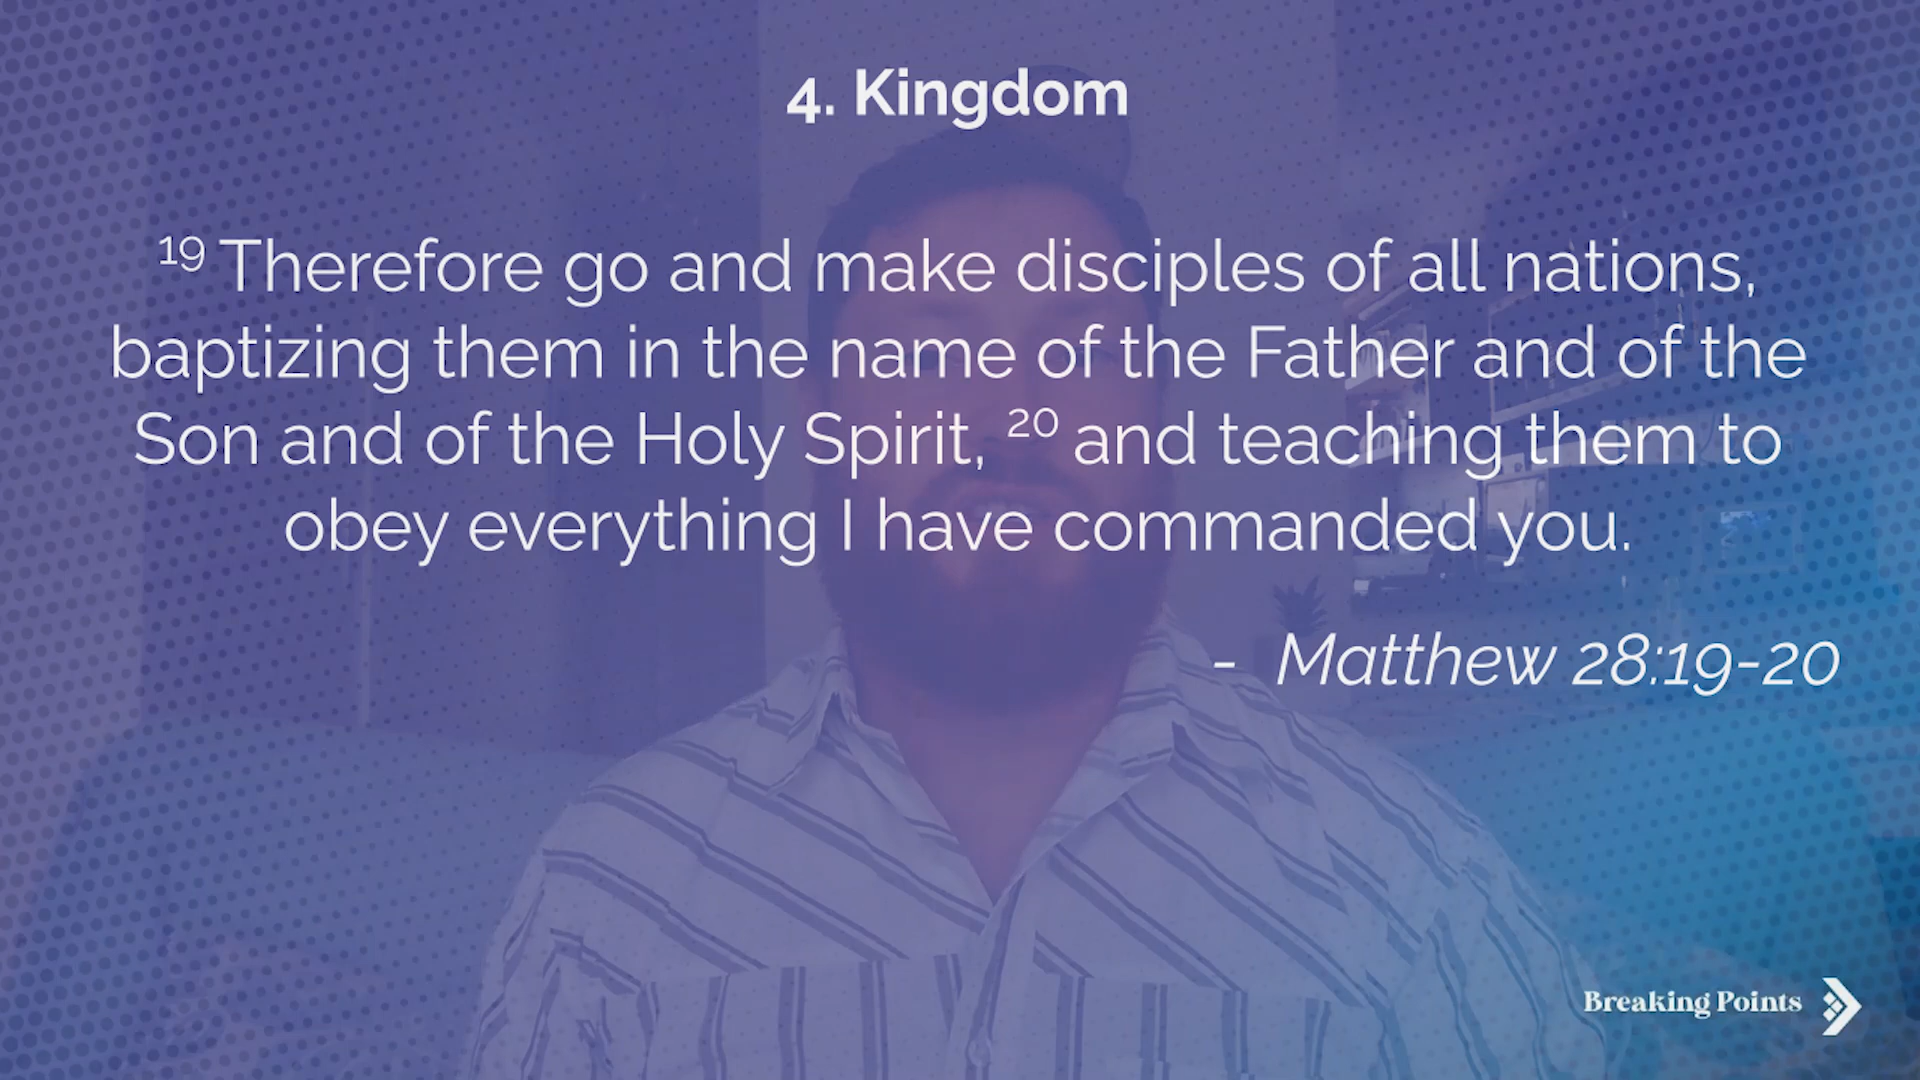 4. Kingdom
19 Therefore go and make disciples of all nations,
baptizing them in the name of the Father and of the
Son and of the Holy Spirit, 20 and teaching them to
obey everything I have commanded you.
- Matthew 28:19-20
Breaking Points